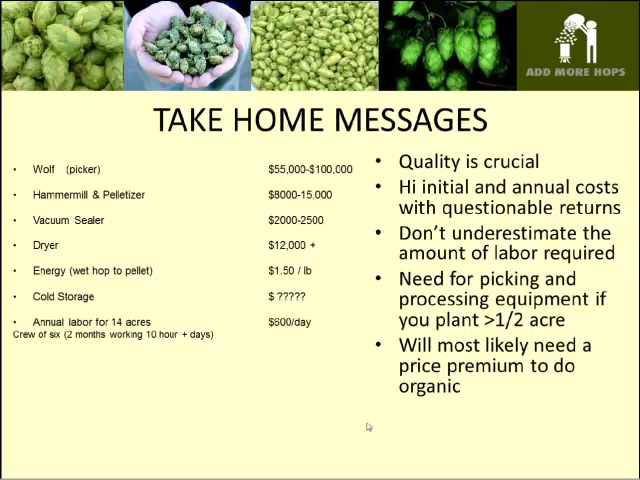 ADD MORE HOPS
TAKE HOME MESSAGES
• Wolf (picker) $55,000-$100,000
• Hammermill & Pelletizer $8000-15,000
• Vacuum Sealer $2000-2500
• Dryer $12,000 +
• Energy (wet hop to pellet) $1.50 / lb
• Cold Storage $ ?????
• Annual labor for 14 acres $600/day
Crew of six (2 months working 10 hour + days)
• Quality is crucial
• Hi initial and annual costs
with questionable returns
• Don't underestimate the
amount of labor required
• Need for picking and
processing equipment if
you plant >1/2 acre
• Will most likely need a
price premium to do
organic